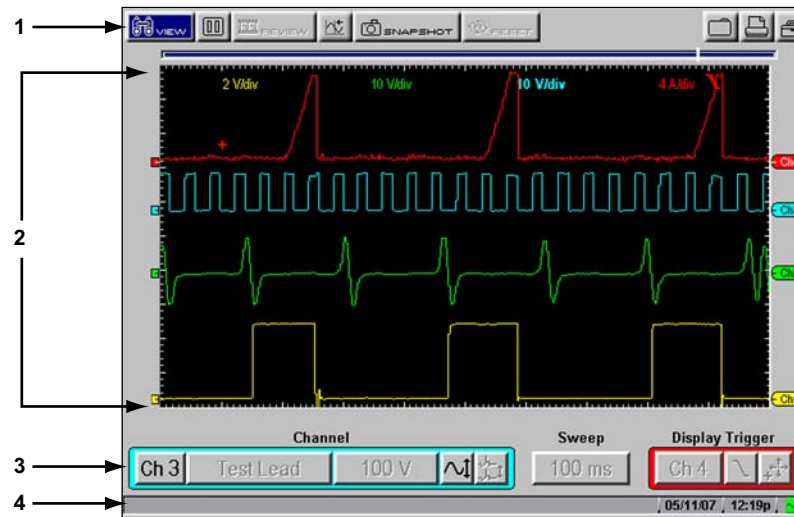 1
VIEW REVIEW SNAPSHOT RESET
2
2 V/div 10 V/div 10 V/div 4 A/div
Ch
Ch
Ch
Ch
Channel Sweep Display Trigger
3
Ch 3 Test Lead 100 V 100 ms Ch 4
4
05/11/07 12:19p